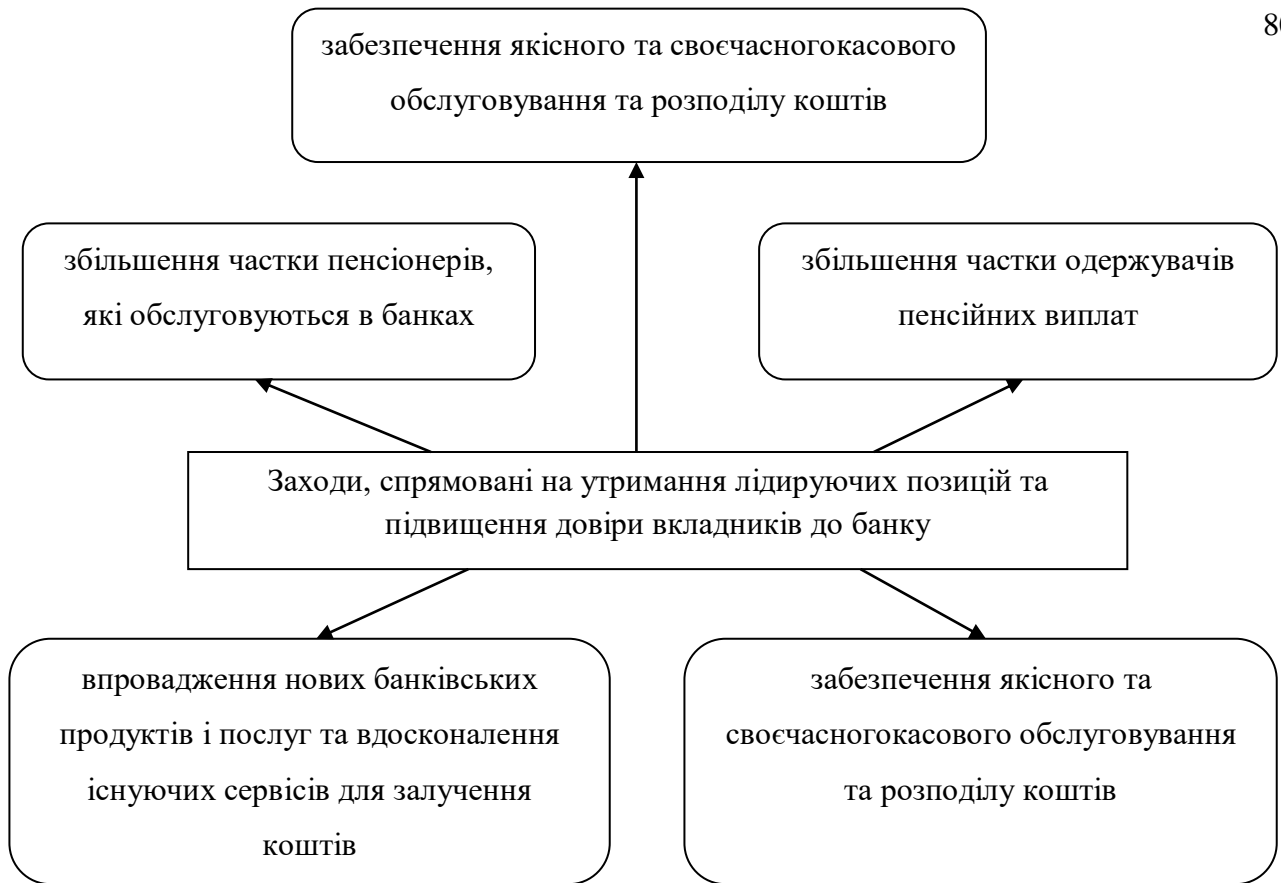 80
забезпечення якісного та своєчасногокасового
обслуговування та розподілу коштів
збільшення частки пенсіонерів,
які обслуговуються в банках
збільшення частки одержувачів
пенсійних виплат
Заходи, спрямовані на утримання лідируючих позицій та
підвищення довіри вкладників до банку
впровадження нових банківських
продуктів і послуг та вдосконалення
існуючих сервісів для залучення
коштів
забезпечення якісного та
своєчасногокасового обслуговування
та розподілу коштів